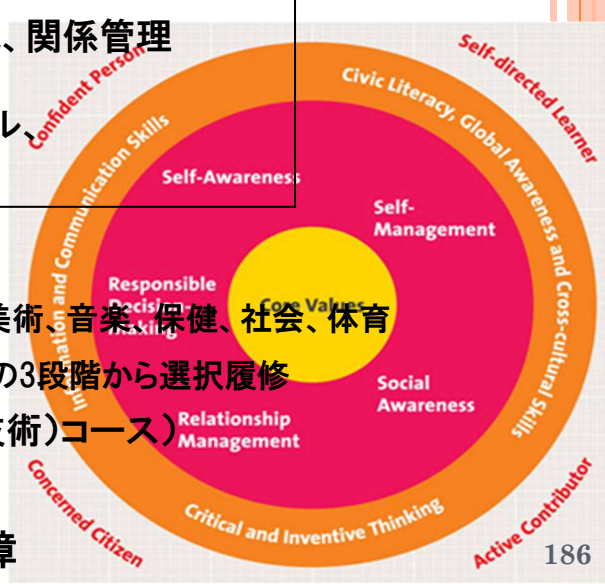 、関係管理
ル、
美術、音楽、保健、社会、体育
の3段階から選択履修
技術）コース）
章
Confident Person
Self-directed Learner
Civic Literacy, Global Awareness and Cross-cultural Skills
Information and Communication Skills
Self-Awareness
Self-
Management
Responsible
Decision-
Making
Core Values
Social
Awareness
Relationship
Management
Critical and Inventive Thinking
Concerned Citizen
Active Contributor
186